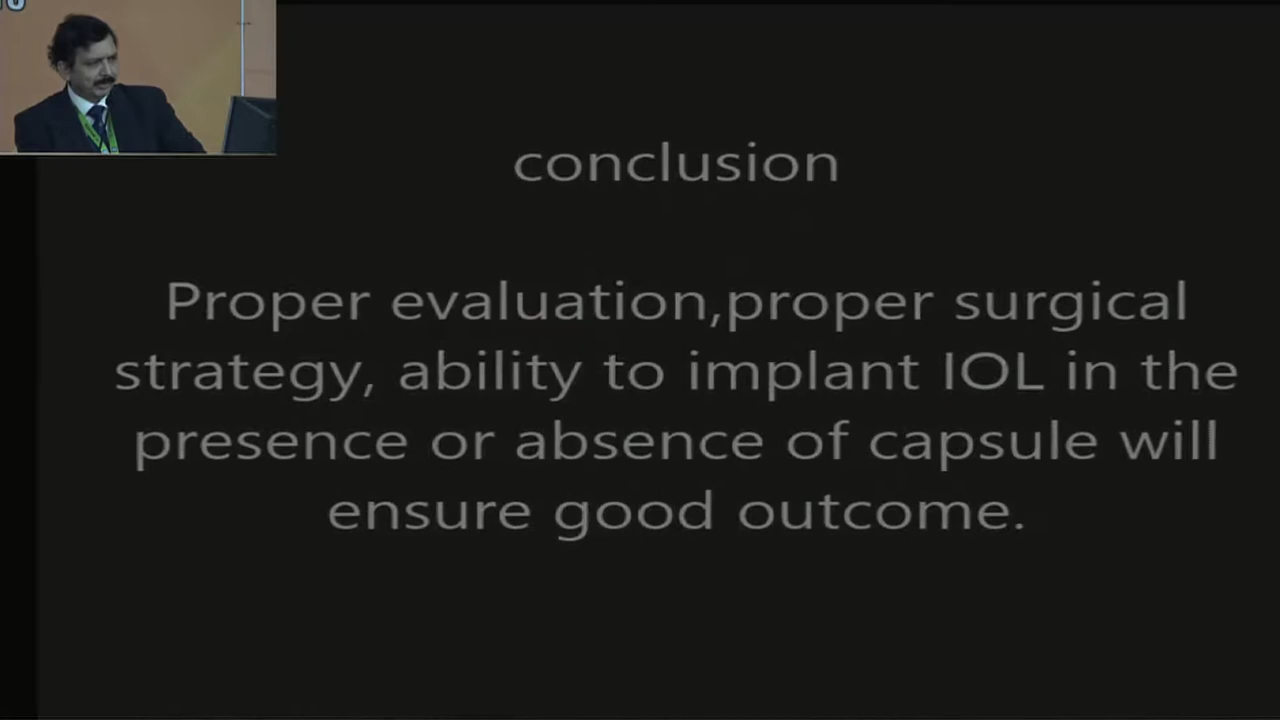 conclusion
Proper evaluation,proper surgical
strategy, ability to implant IOL in the
presence or absence of capsule will
ensure good outcome.